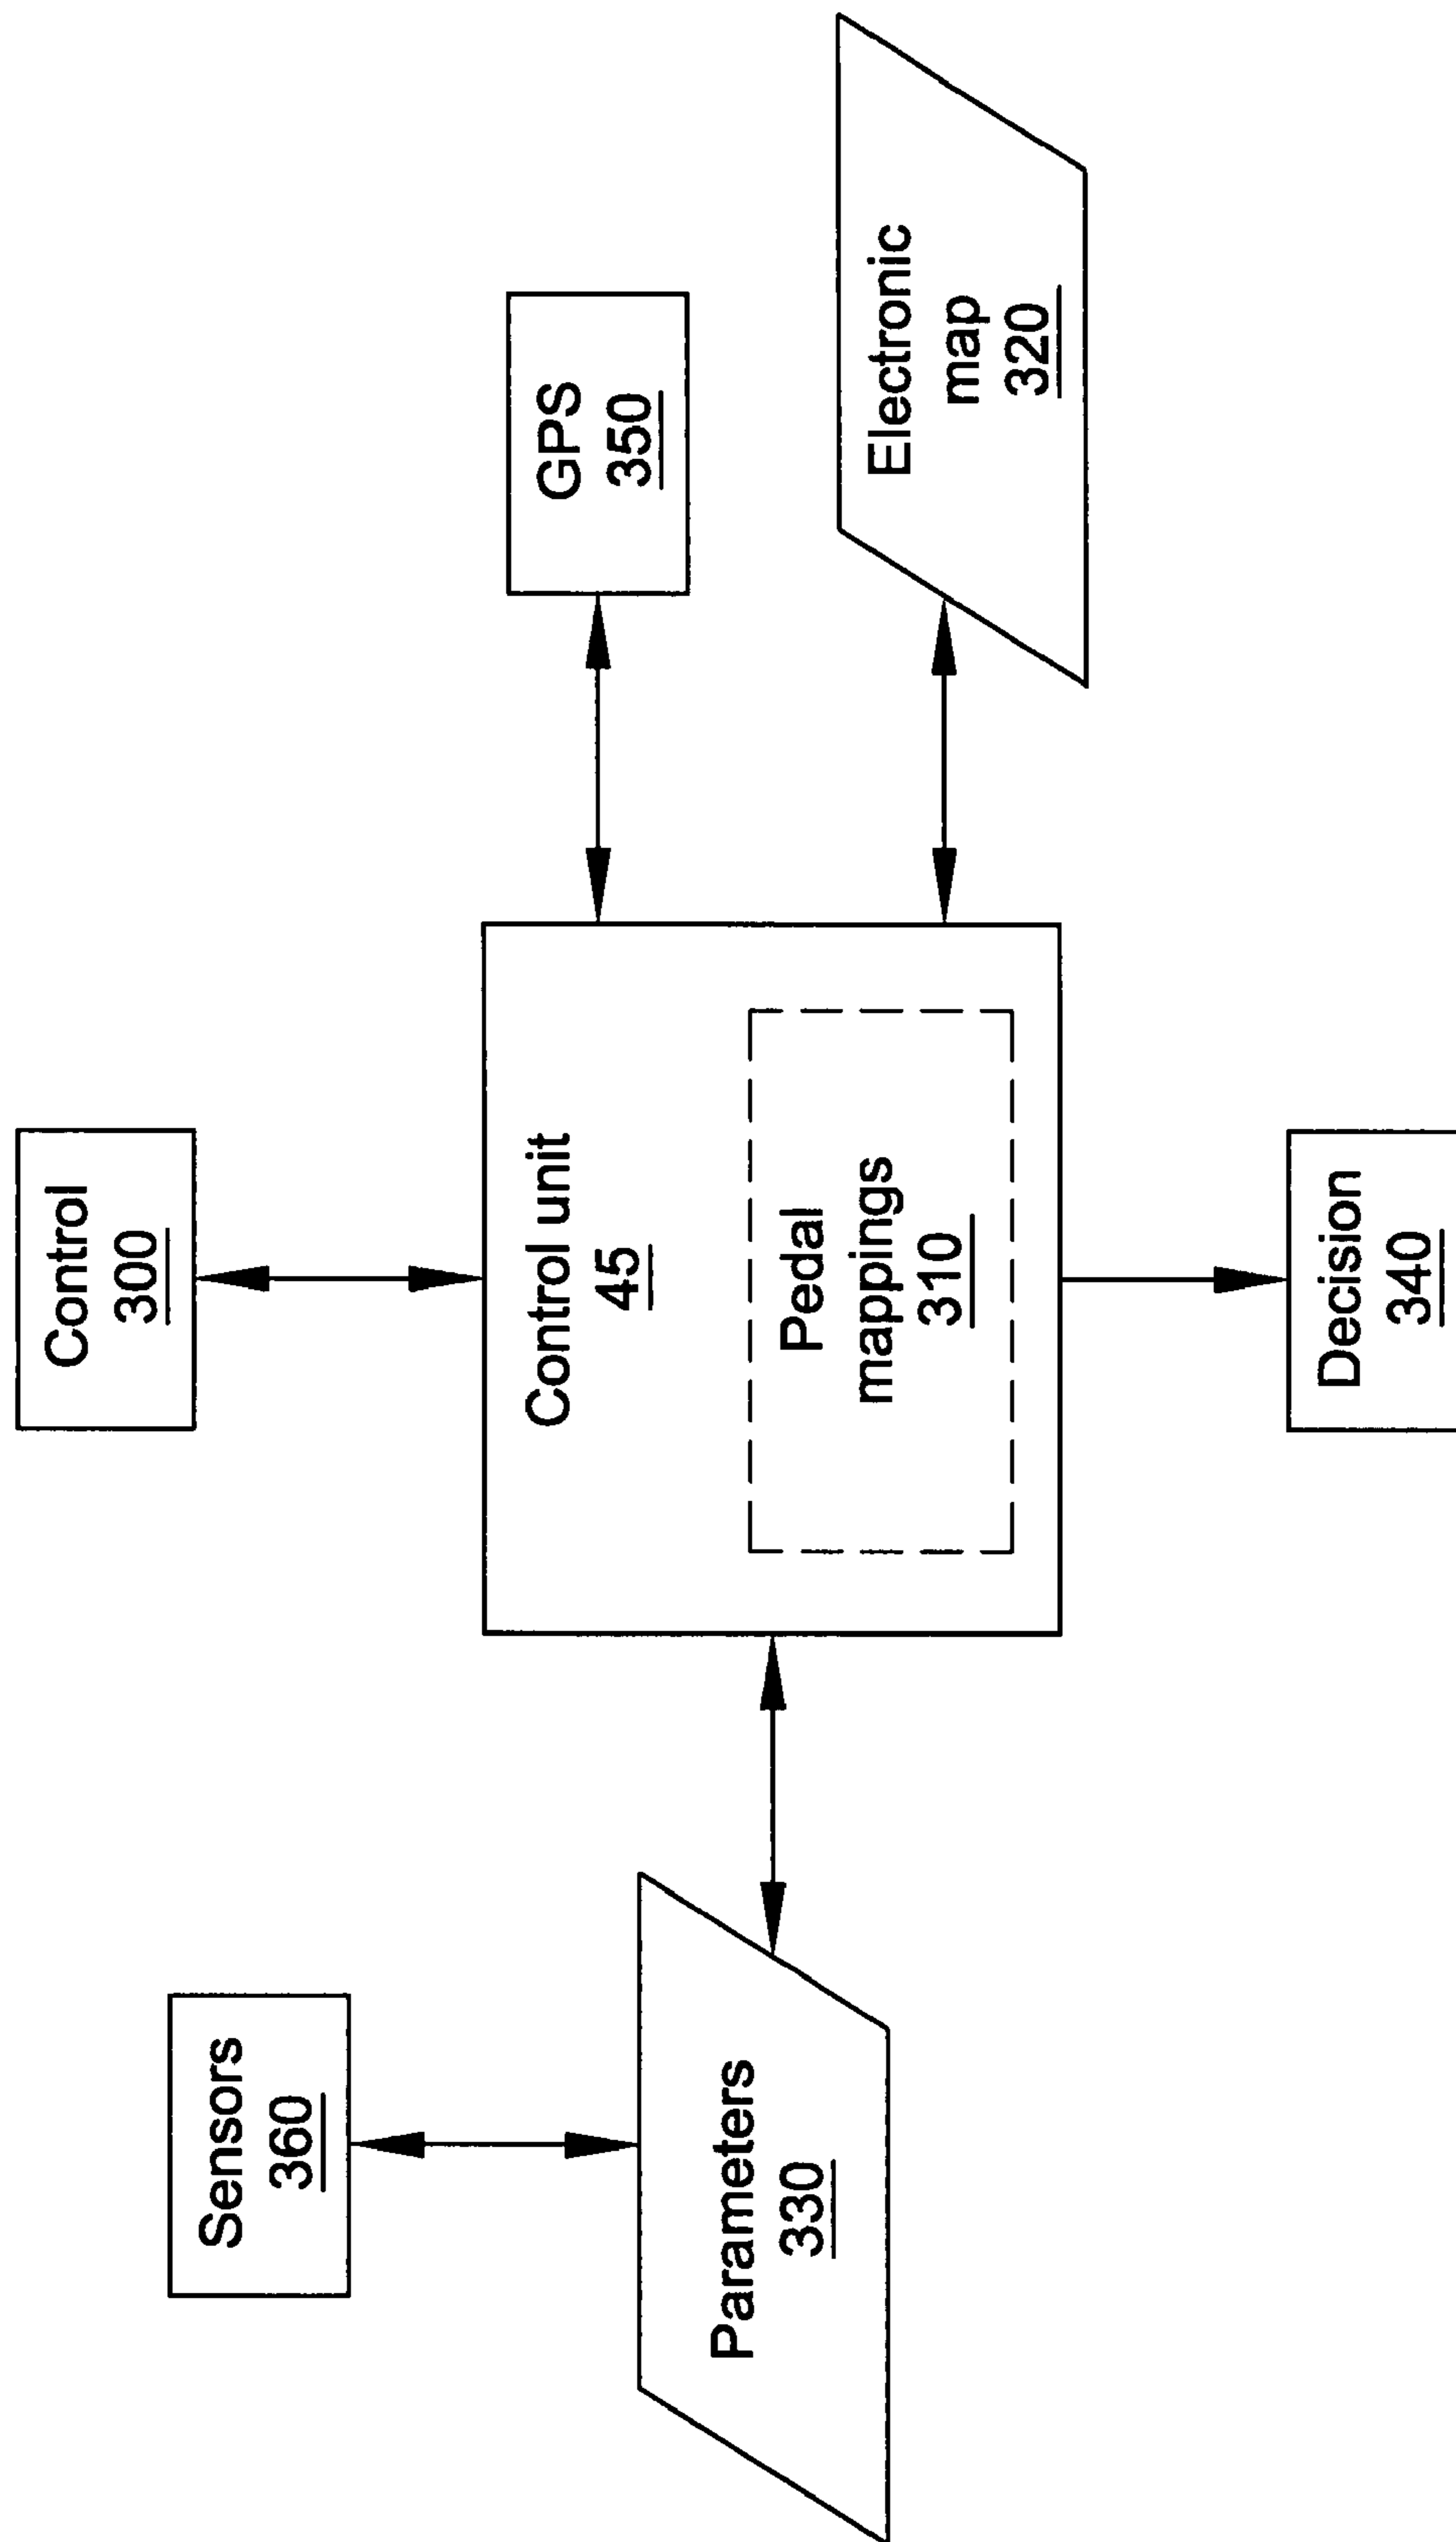 Control
300
Sensors
360
GPS
350
Control unit
45
Parameters
330
Pedal
mappings
310
Electronic
map
320
Decision
340